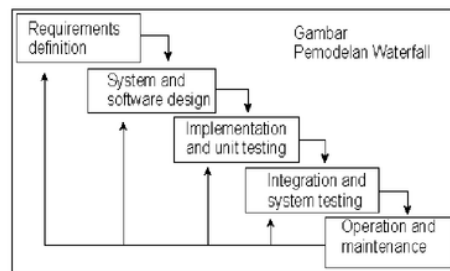 Requirements
definition
Gambar
Pemodelan Waterfall
System and
software design
Implementation
and unit testing
Integration and
system testing
Operation and
maintenance